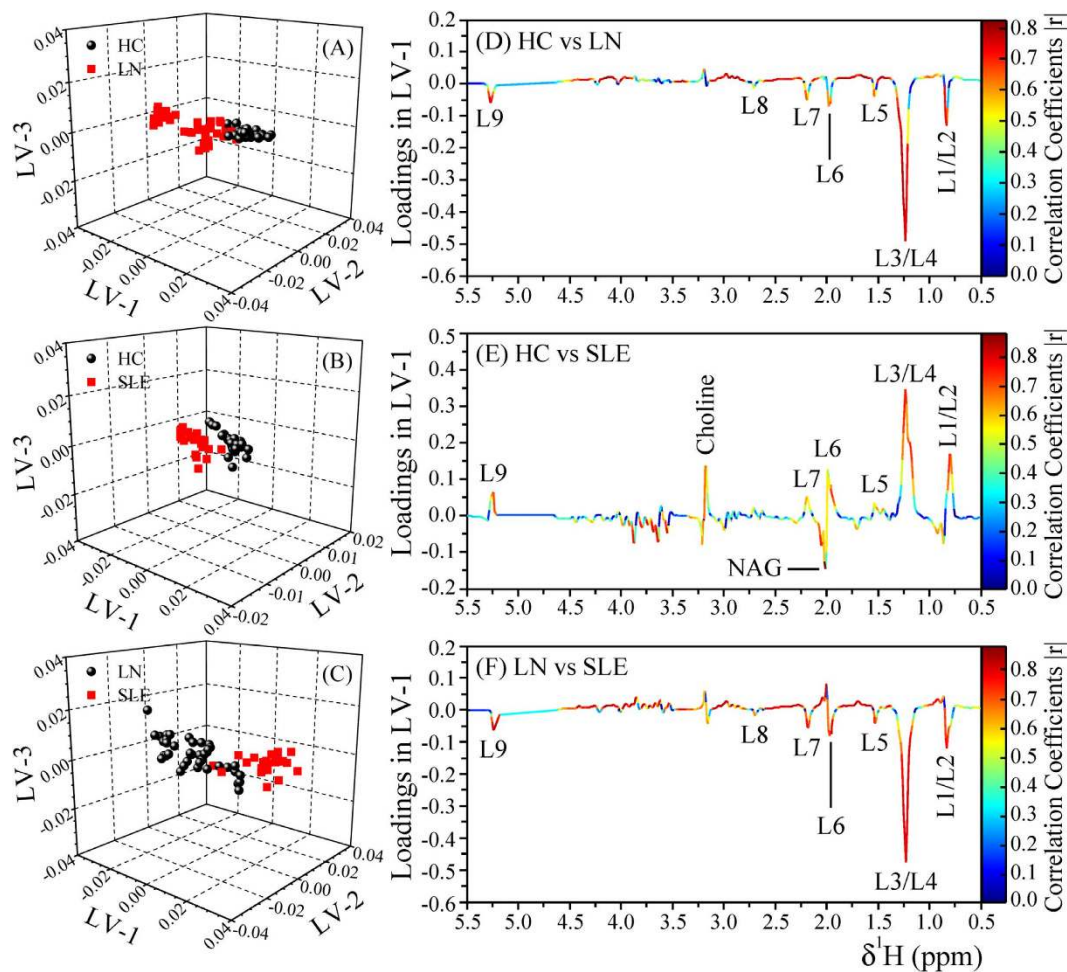 0.04
HC
LN
(A)
0.02
LV-3
0.00
-0.02
-0.04
-0.04
-0.02
0.00
0.02
0.04
LV-1
-0.04
-0.02
0.00
0.02
0.04
LV-2
(D) HC vs LN
0.2
0.1
0.0
-0.1
-0.2
-0.3
-0.4
-0.5
-0.6
Loadings in LV-1
L9
L8
L7
L6
L5
L3/L4
L1/L2
5.5 5.0 4.5 4.0 3.5 3.0 2.5 2.0 1.5 1.0 0.5
0.8
0.7
0.6
0.5
0.4
0.3
0.2
0.1
0.0
Correlation Coefficients |r|
0.04
HC
SLE
(B)
0.02
LV-3
0.00
-0.02
-0.04
-0.04
-0.02
0.00
0.02
0.04
LV-1
-0.02
-0.01
0.00
0.01
0.02
LV-2
(E) HC vs SLE
0.5
0.4
0.3
0.2
0.1
0.0
-0.1
-0.2
Loadings in LV-1
L9
Choline
L7
L6
NAG
L5
L3/L4
L1/L2
5.5 5.0 4.5 4.0 3.5 3.0 2.5 2.0 1.5 1.0 0.5
0.8
0.7
0.6
0.5
0.4
0.3
0.2
0.1
0.0
Correlation Coefficients |r|
0.04
LN
SLE
(C)
0.02
LV-3
0.00
-0.02
-0.04
-0.04
-0.02
0.00
0.02
0.04
LV-1
-0.04
-0.02
0.00
0.02
0.04
LV-2
(F) LN vs SLE
0.2
0.1
0.0
-0.1
-0.2
-0.3
-0.4
-0.5
-0.6
Loadings in LV-1
L9
L8
L7
L6
L5
L3/L4
L1/L2
5.5 5.0 4.5 4.0 3.5 3.0 2.5 2.0 1.5 1.0 0.5
δ¹H (ppm)
0.8
0.7
0.6
0.5
0.4
0.3
0.2
0.1
0.0
Correlation Coefficients |r|